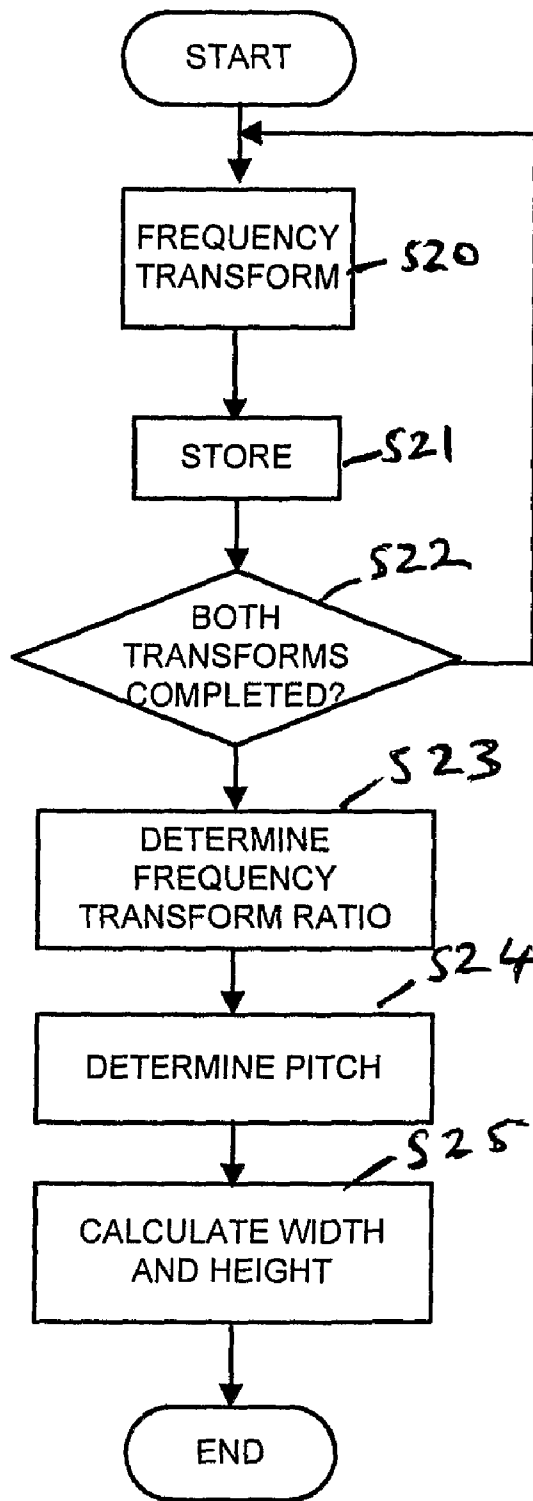 START
FREQUENCY
TRANSFORM
S20
STORE
S21
S22
BOTH
TRANSFORMS
COMPLETED?
S23
DETERMINE
FREQUENCY
TRANSFORM RATIO
S24
DETERMINE PITCH
S25
CALCULATE WIDTH
AND HEIGHT
END